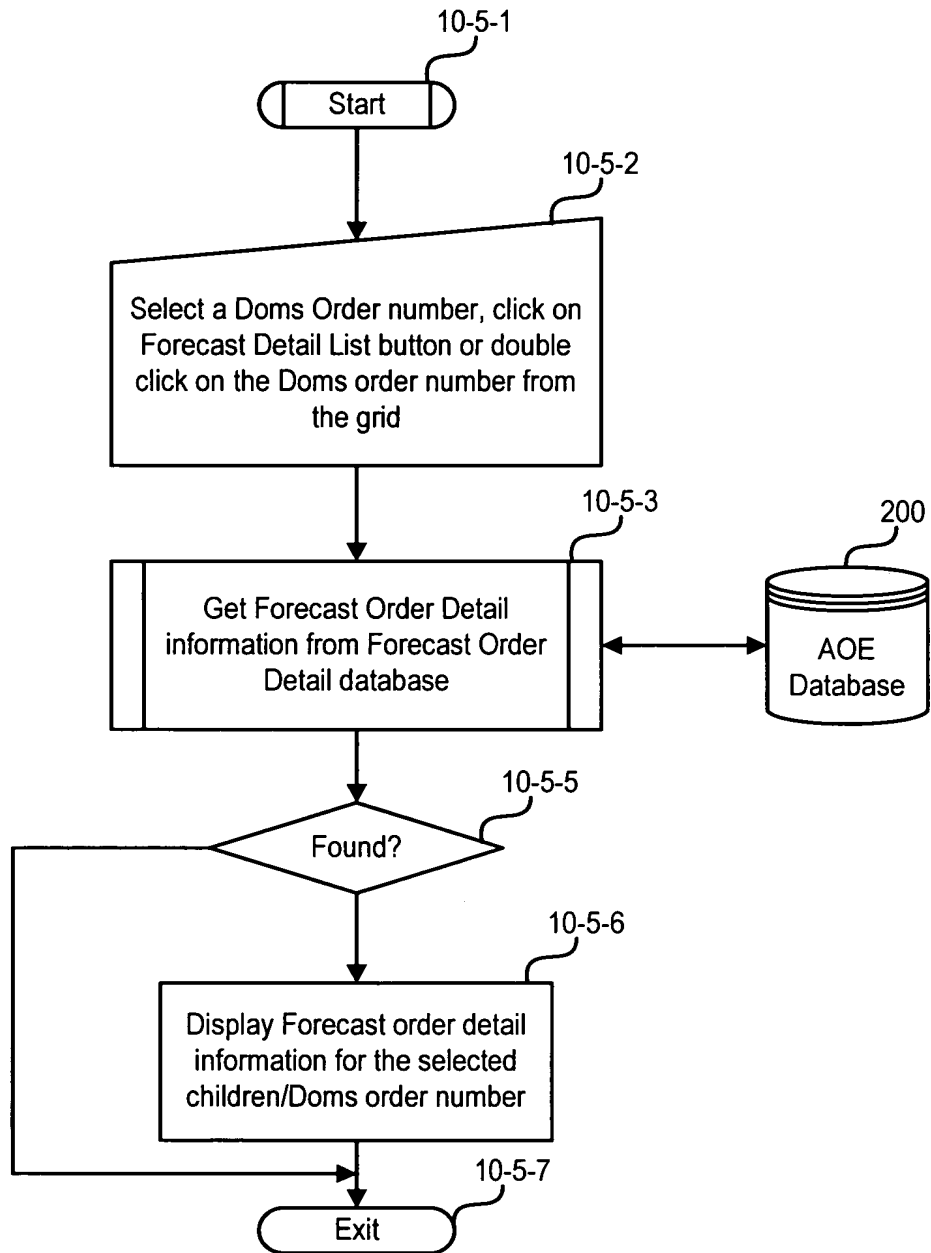 10-5-1
Start
10-5-2
Select a Doms Order number, click on
Forecast Detail List button or double
click on the Doms order number from
the grid
10-5-3
200
Get Forecast Order Detail
information from Forecast Order
Detail database
AOE
Database
10-5-5
Found?
10-5-6
Display Forecast order detail
information for the selected
children/Doms order number
10-5-7
Exit